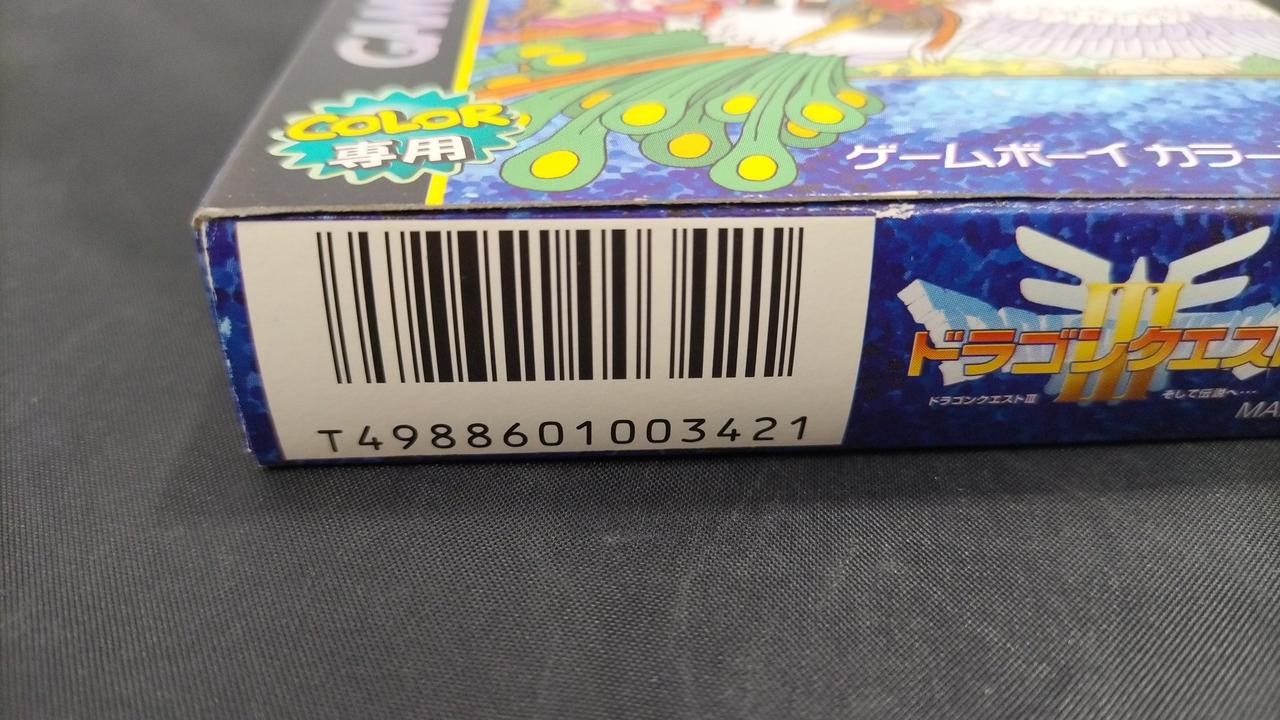 GAM
COLOR
専用
ゲームボーイ カラー
III
ドラゴンクエス
ドラゴンクエストIII
そして伝説へ…
MA
T4988601003421